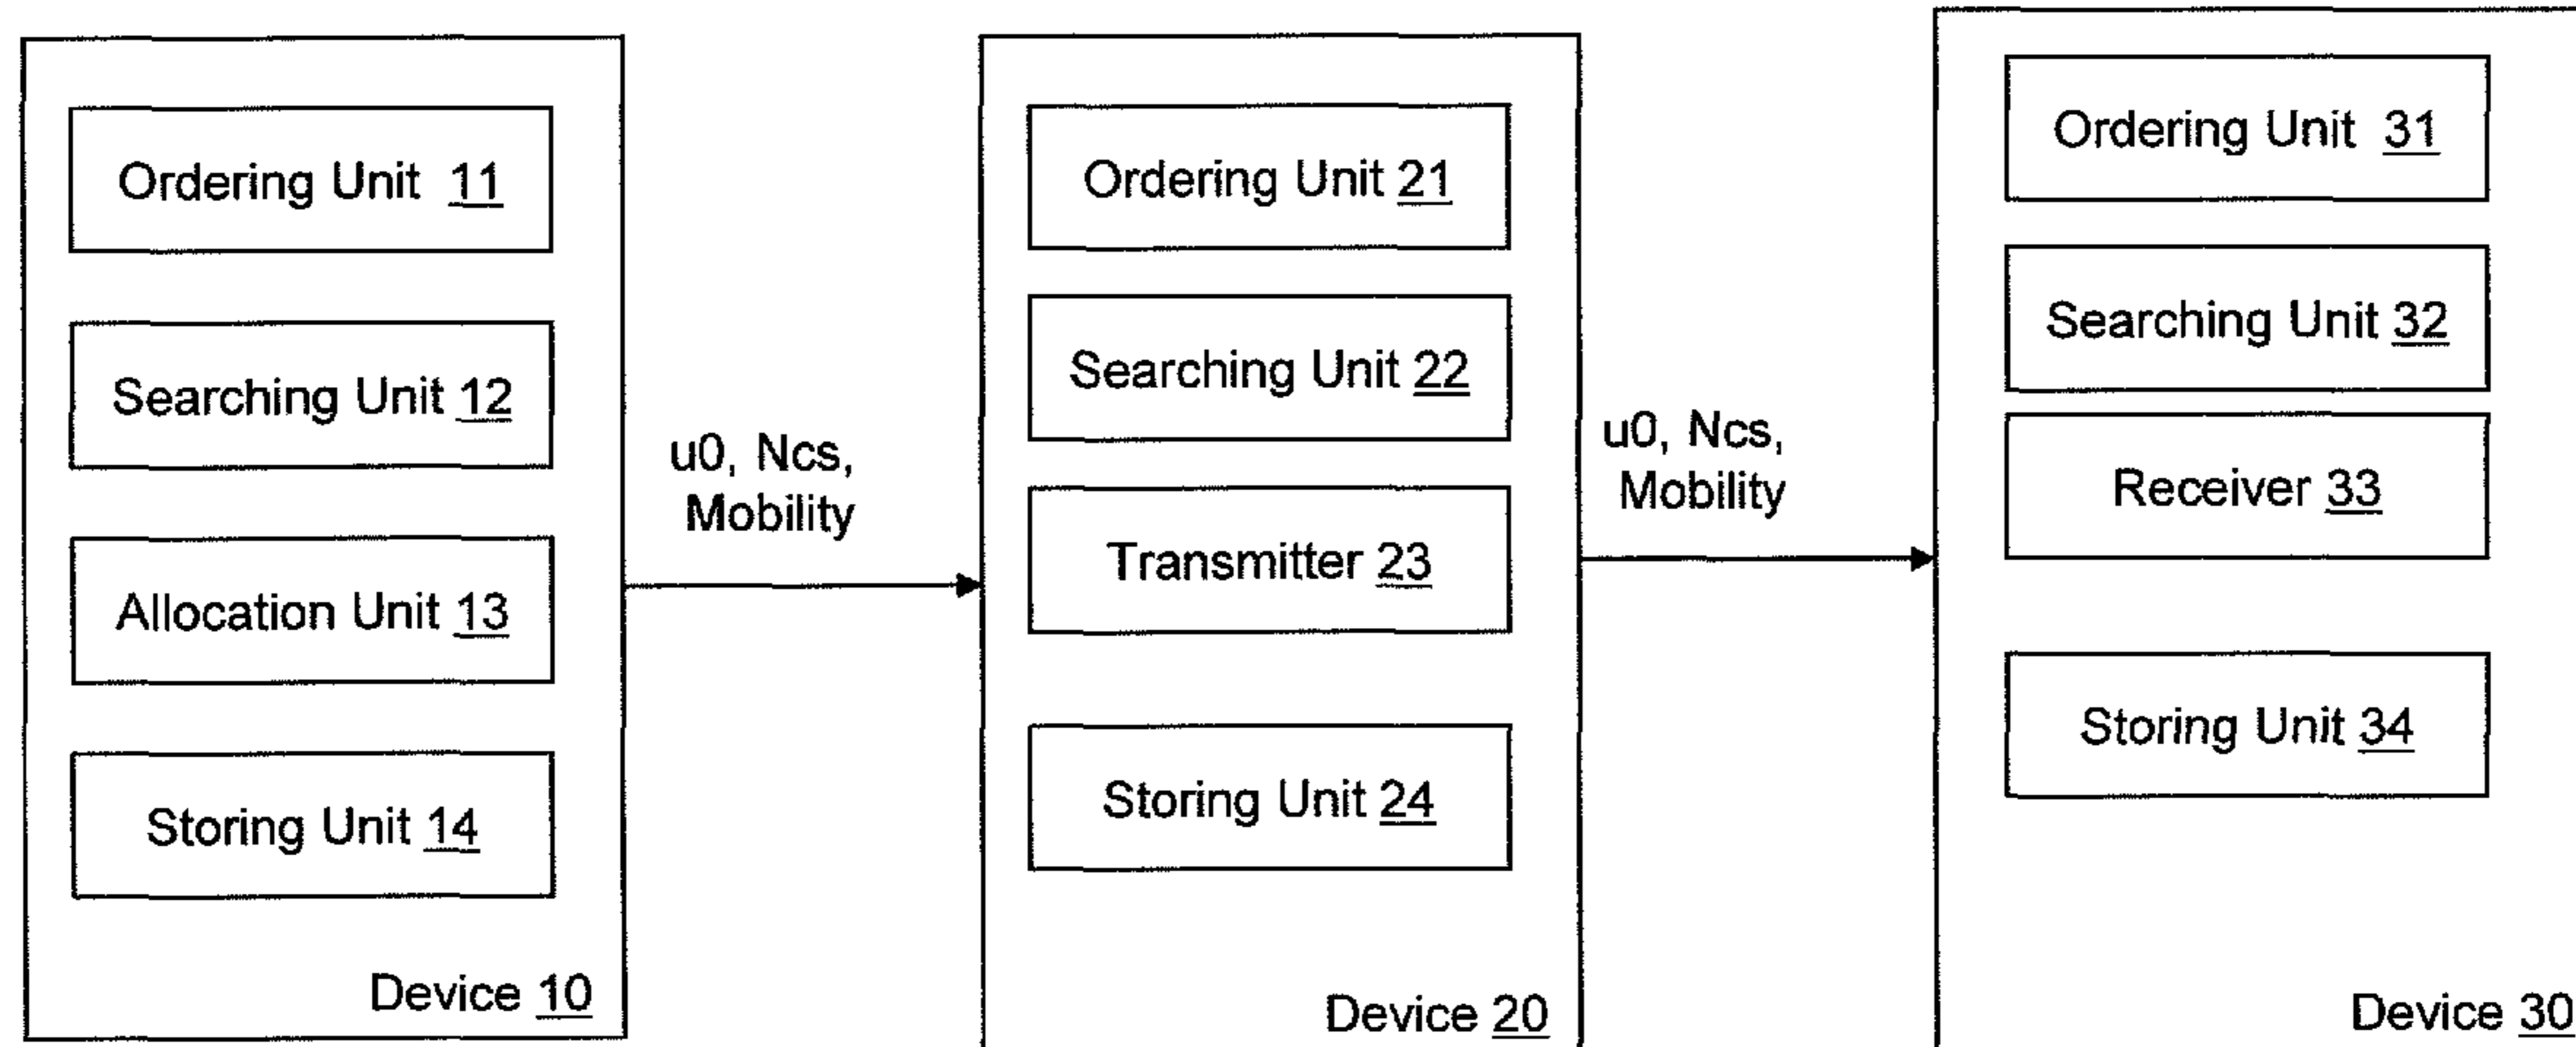 Ordering Unit 11
Searching Unit 12
Allocation Unit 13
Storing Unit 14
Device 10
u0, Ncs,
Mobility
Ordering Unit 21
Searching Unit 22
Transmitter 23
Storing Unit 24
Device 20
u0, Ncs,
Mobility
Ordering Unit 31
Searching Unit 32
Receiver 33
Storing Unit 34
Device 30